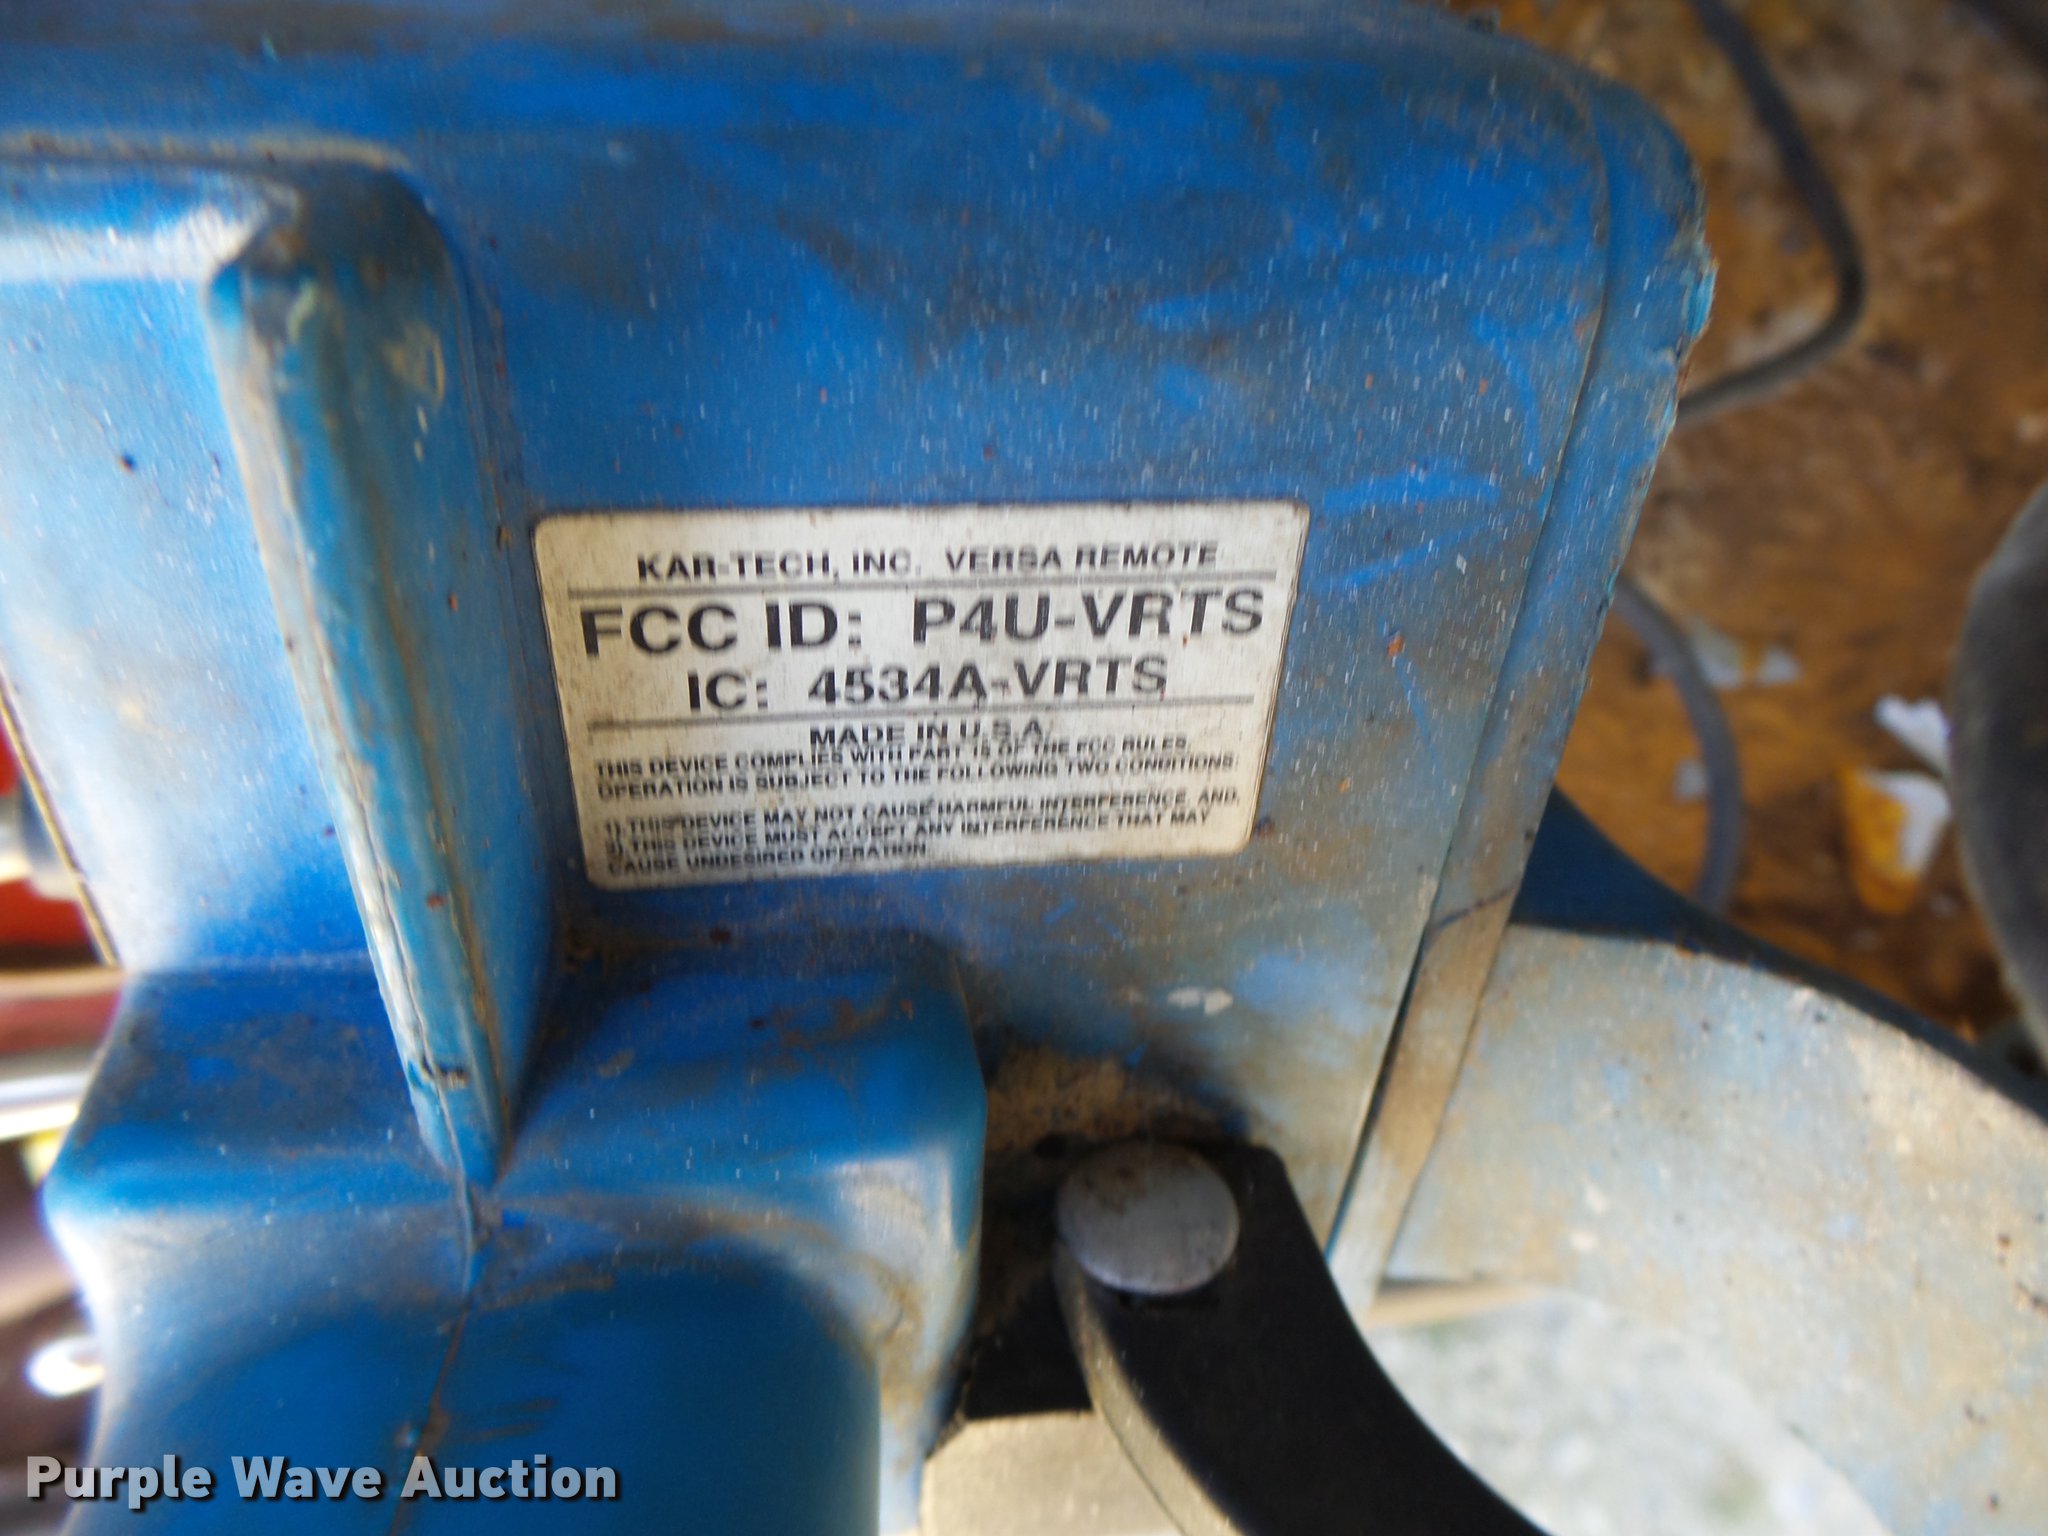 KAR-TECH, INC. VERSA REMOTE
FCC ID: P4U-VRTS
IC: 4534A-VRTS
MADE IN U.S.A.
THIS DEVICE COMPLIES WITH PART 15 OF THE FCC RULES.
OPERATION IS SUBJECT TO THE FOLLOWING TWO CONDITIONS:
1) THIS DEVICE MAY NOT CAUSE HARMFUL INTERFERENCE, AND,
2) THIS DEVICE MUST ACCEPT ANY INTERFERENCE THAT MAY
CAUSE UNDESIRED OPERATION
Purple Wave Auction